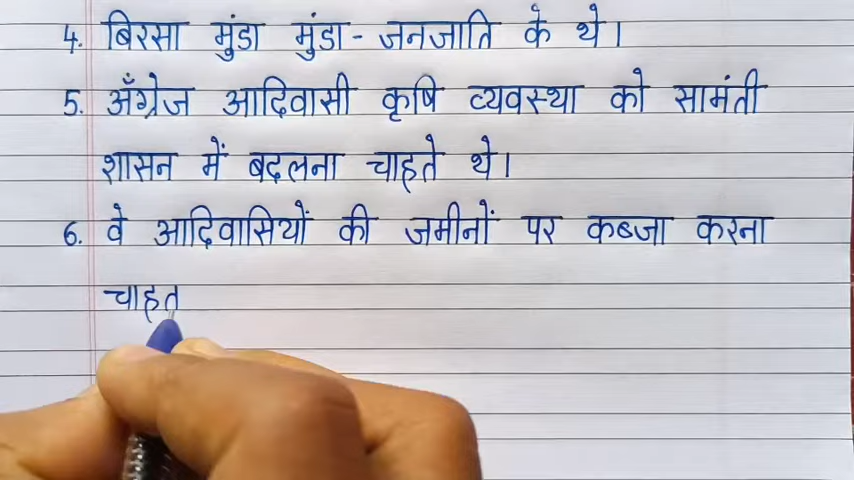 4. बिरसा मुंडा मुंडा - जनजाति के थे।
5. अँग्रेज आदिवासी कृषि व्यवस्था को सामंती
शासन में बदलना चाहते थे।
6. वे आदिवासियों की जमीनों पर कब्जा करना
चाहत